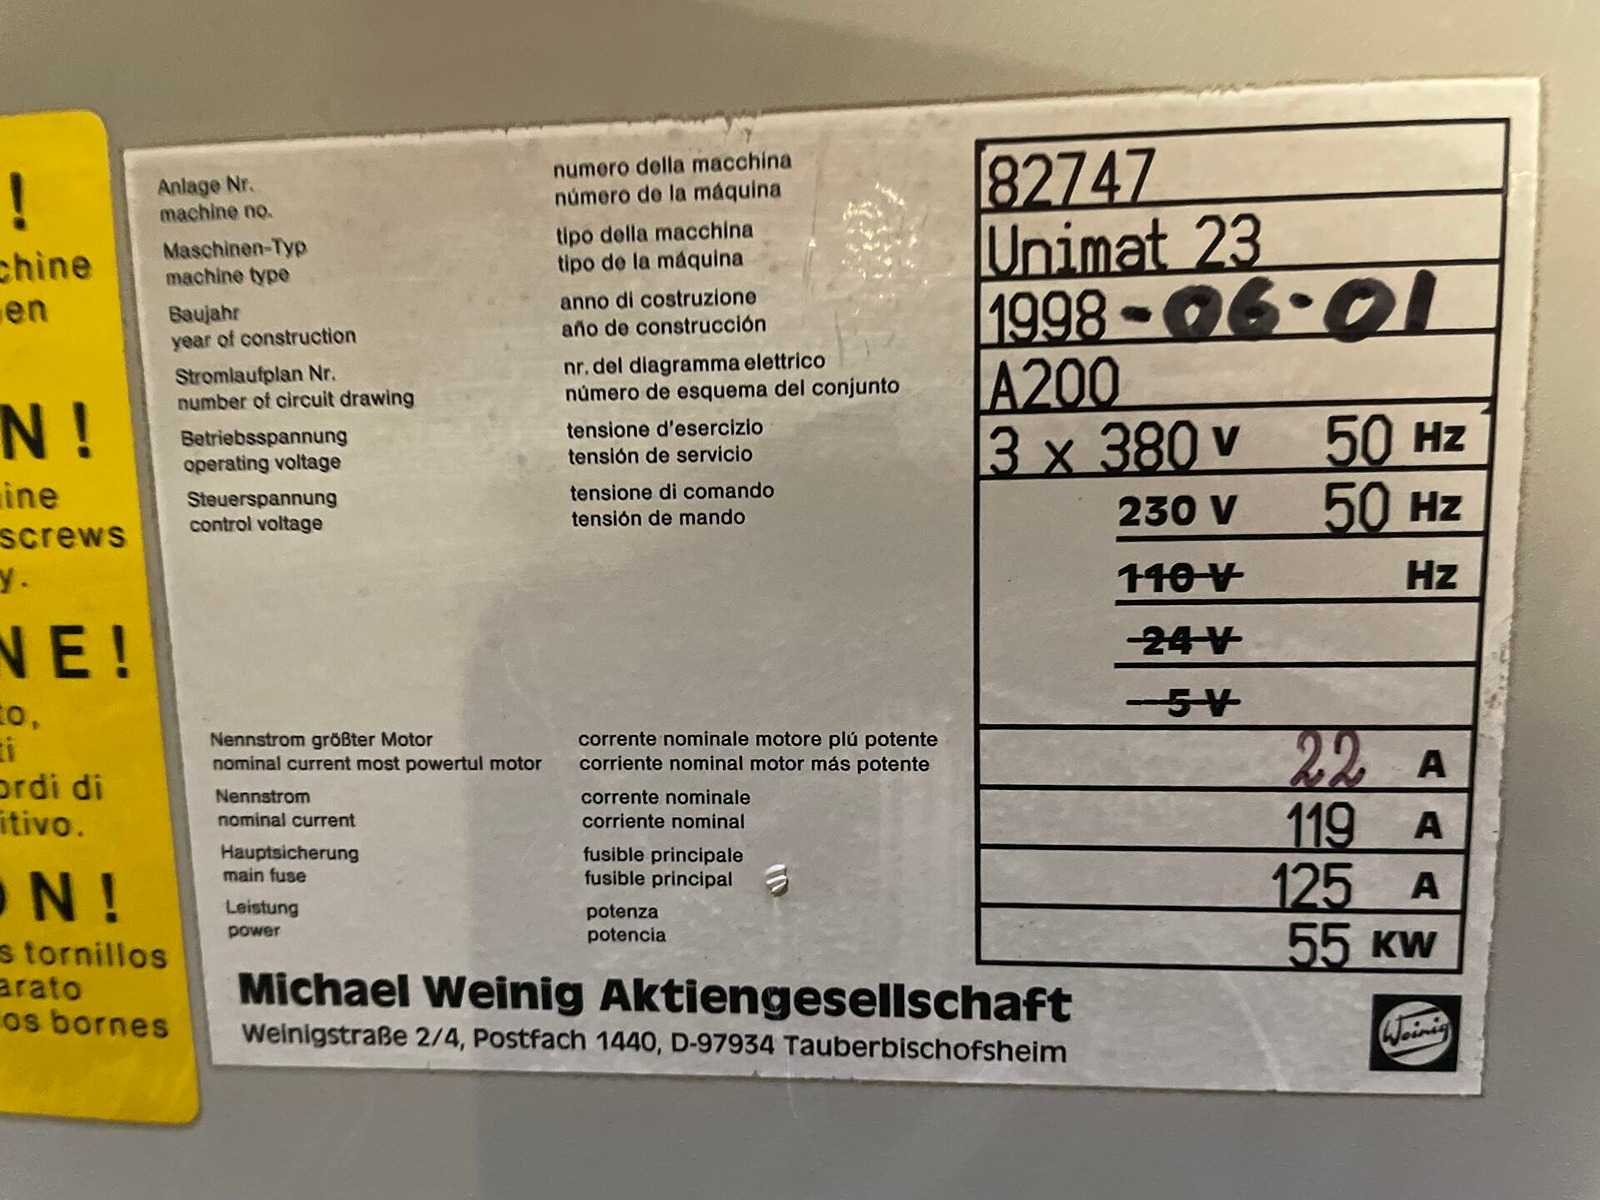 !
chine
en
N!
ine
screws
y.
NE!
to,
ti
ordi di
itivo.
ON!
s tornillos
arato
os bornes
Anlage Nr. numero della macchina 82747
machine no. número de la máquina
Maschinen-Typ tipo della macchina Unimat 23
machine type tipo de la máquina
Baujahr anno di costruzione 1998-06-01
year of construction año de construcción
Stromlaufplan Nr. nr. del diagramma elettrico A200
number of circuit drawing número de esquema del conjunto
Betriebsspannung tensione d'esercizio 3 x 380 V 50 Hz
operating voltage tensión de servicio
Steuerspannung tensione di comando 230 V 50 Hz
control voltage tensión de mando
110 V Hz
24 V
5 V
Nennstrom größter Motor corrente nominale motore plú potente 22 A
nominal current most powertul motor corriente nominal motor más potente
Nennstrom corrente nominale 119 A
nominal current corriente nominal
Hauptsicherung fusible principale 125 A
main fuse fusible principal
Leistung potenza 55 KW
power potencia
Michael Weinig Aktiengesellschaft
Weinigstraße 2/4, Postfach 1440, D-97934 Tauberbischofsheim
Weinig